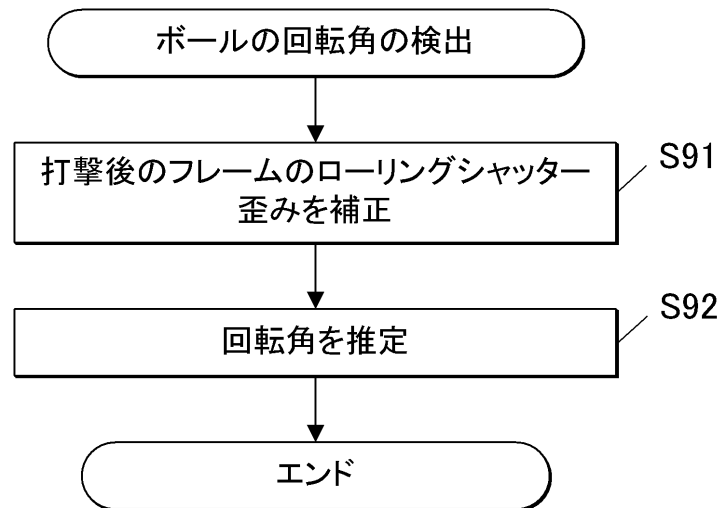 ボールの回転角の検出
打撃後のフレームのローリングシャッター
歪みを補正
S91
回転角を推定
S92
エンド